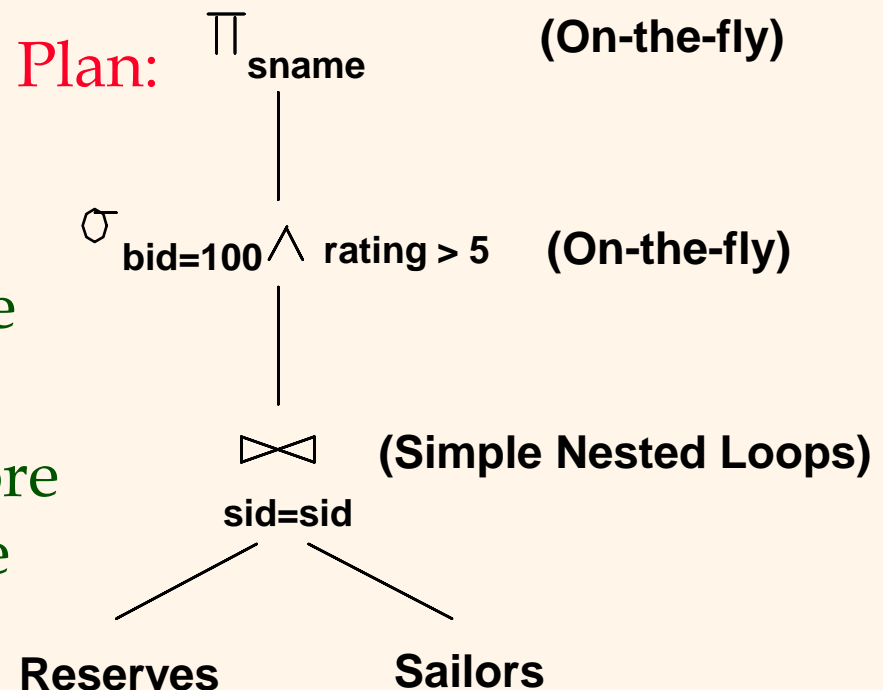 Plan:
π sname (On-the-fly)
σ bid=100 ∧ rating > 5 (On-the-fly)
e
⋈ (Simple Nested Loops)
ore
sid=sid
e
Reserves Sailors